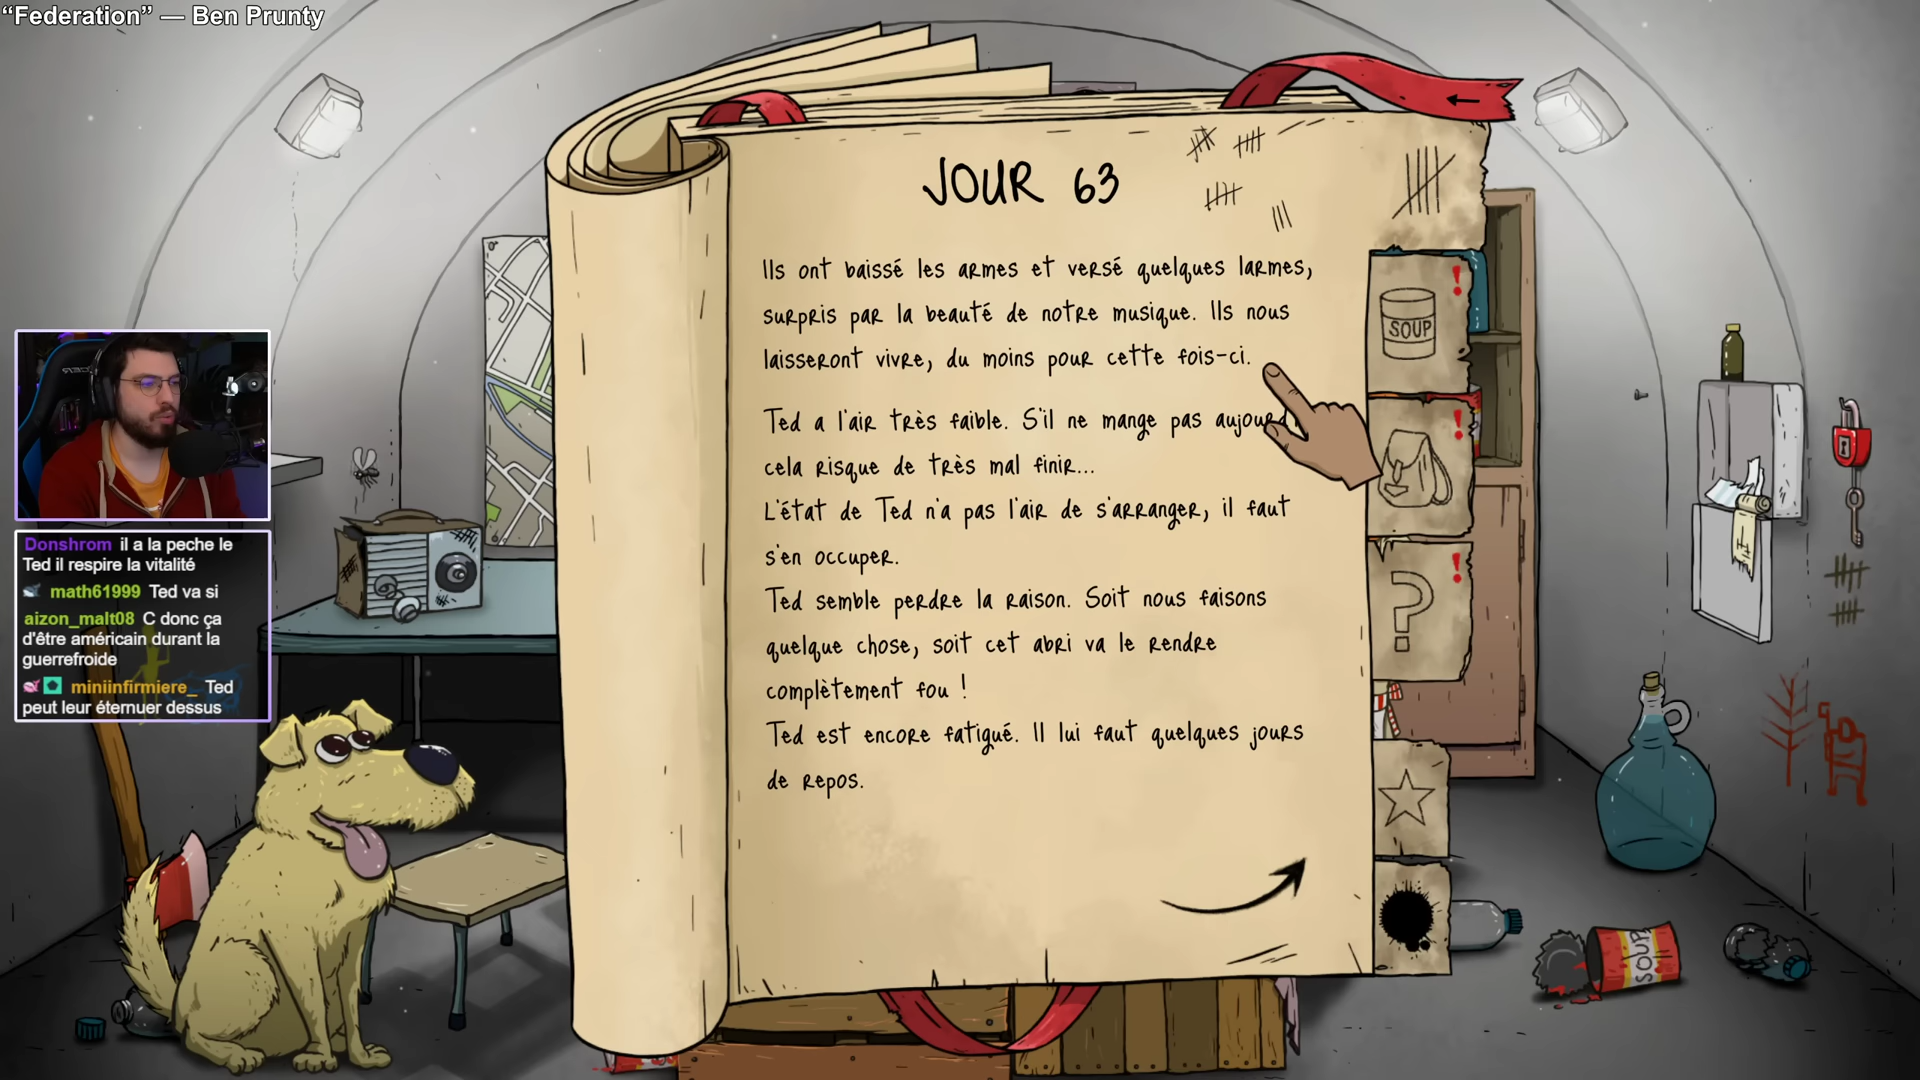 “Federation” — Ben Prunty
JOUR 63
Ils ont baissé les armes et versé quelques larmes,
surpris par la beauté de notre musique. Ils nous
laisseront vivre, du moins pour cette fois-ci.
Ted a l'air très faible. S'il ne mange pas
cela risque de très mal finir...
L'état de Ted n'a pas l'air de s'arranger, il faut
s'en occuper.
Ted semble perdre la raison. Soit nous faisons
quelque chose, soit cet abri va le rendre
complètement fou !
Ted est encore fatigué. Il lui faut quelques jours
de repos.
!
SOUP
!
!
?
Donshrom il a la peche le
Ted il respire la vitalité
math61999 Ted va si
aizon_malt08 C donc ça
d'être américain durant la
guerrefroide
miniinfirmiere_ Ted
peut leur éternuer dessus
SOUP